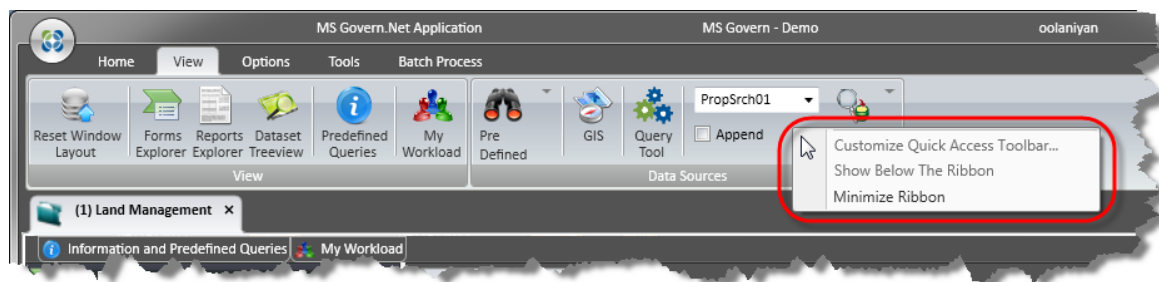 MS Govern.Net Application MS Govern - Demo oolaniyan
Home View Options Tools Batch Process
Reset Window Layout
Forms Explorer
Reports Explorer
Dataset Treeview
Predefined Queries
My Workload
Pre Defined
GIS
Query Tool
PropSrch01
Append
View
Data Sources
Customize Quick Access Toolbar...
Show Below The Ribbon
Minimize Ribbon
(1) Land Management ×
Information and Predefined Queries My Workload